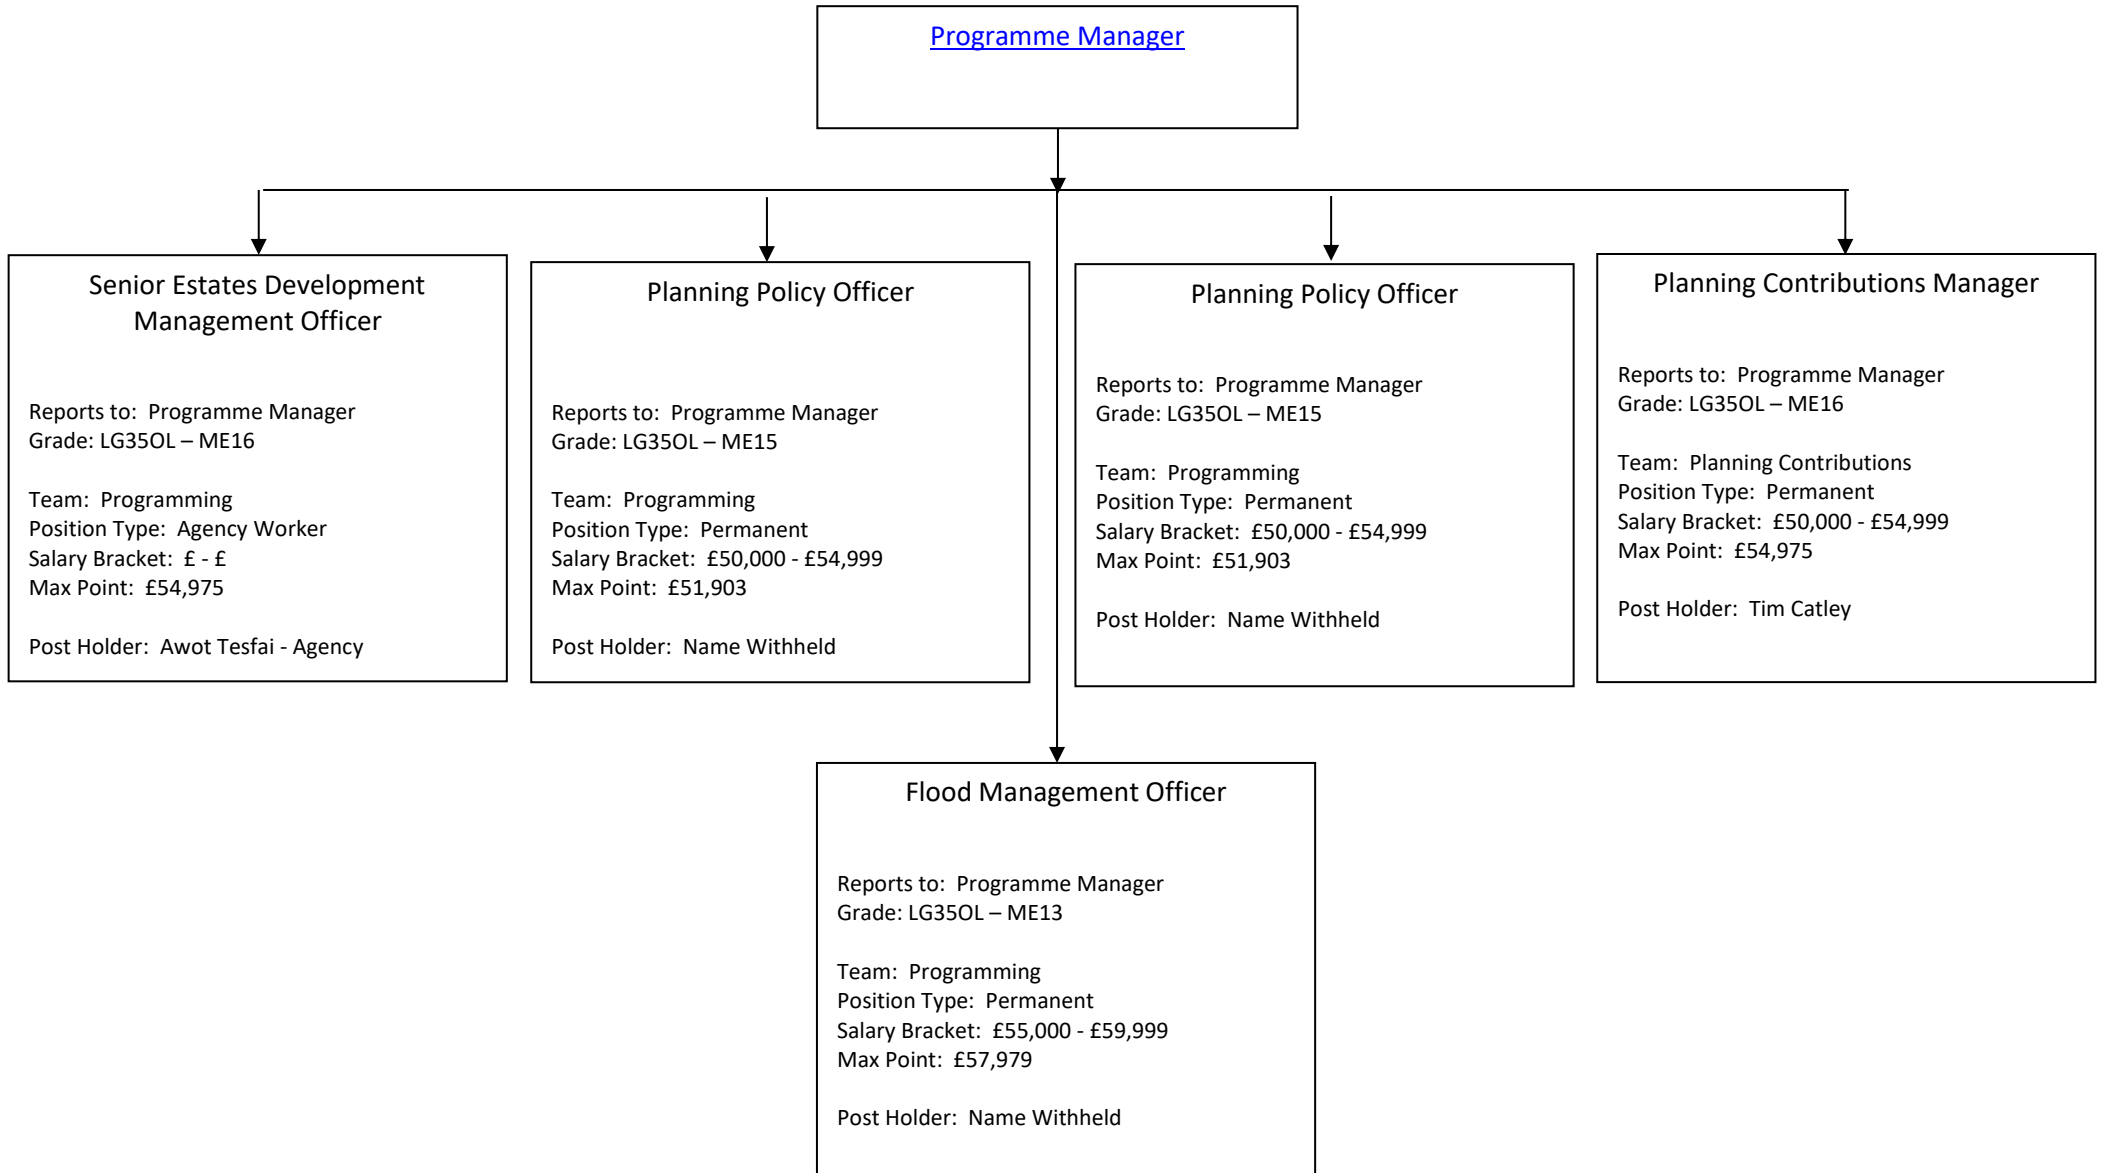 Programme Manager
Senior Estates Development
Management Officer
Reports to: Programme Manager
Grade: LG35OL – ME16
Team: Programming
Position Type: Agency Worker
Salary Bracket: £ - £
Max Point: £54,975
Post Holder: Awot Tesfai - Agency
Planning Policy Officer
Reports to: Programme Manager
Grade: LG35OL – ME15
Team: Programming
Position Type: Permanent
Salary Bracket: £50,000 - £54,999
Max Point: £51,903
Post Holder: Name Withheld
Planning Policy Officer
Reports to: Programme Manager
Grade: LG35OL – ME15
Team: Programming
Position Type: Permanent
Salary Bracket: £50,000 - £54,999
Max Point: £51,903
Post Holder: Name Withheld
Planning Contributions Manager
Reports to: Programme Manager
Grade: LG35OL – ME16
Team: Planning Contributions
Position Type: Permanent
Salary Bracket: £50,000 - £54,999
Max Point: £54,975
Post Holder: Tim Catley
Flood Management Officer
Reports to: Programme Manager
Grade: LG35OL – ME13
Team: Programming
Position Type: Permanent
Salary Bracket: £55,000 - £59,999
Max Point: £57,979
Post Holder: Name Withheld